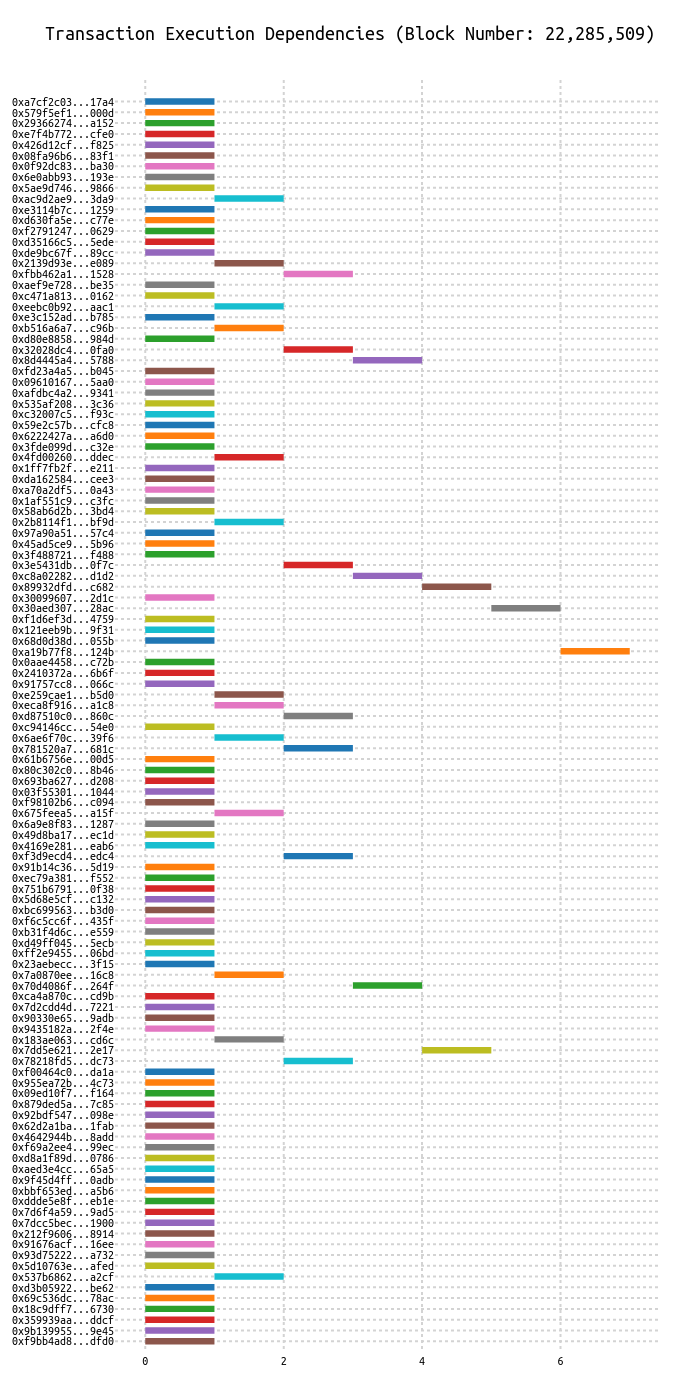 Transaction Execution Dependencies (Block Number: 22,285,509)
0xa7cf2c03...17a4
0x579f5ef1...000d
0x29366274...a152
0xe7f4b772...cfe0
0x426d12cf...f825
0x08fa96b6...83f1
0x0f92dc83...ba30
0x6e0abb93...193e
0x5ae9d746...9866
0xac9d2ae9...3da9
0xe3114b7c...1259
0xd630fa5e...c77e
0xf2791247...0629
0xd35166c5...5ede
0xde9bc67f...89cc
0x2139d93e...e089
0xfbb462a1...1528
0xaef9e728...be35
0xc471a813...0162
0xeebc0b92...aac1
0xe3c152ad...b785
0xb516a6a7...c96b
0xd80e8858...984d
0x32028dc4...0fa0
0x8d4445a4...5788
0xfd23a4a5...b045
0x09610167...5aa0
0xafdbc4a2...9341
0x535af208...3c36
0xc32007c5...f93c
0x59e2c57b...cfc8
0x6222427a...a6d0
0x3fde099d...c32e
0x4fd00260...ddec
0x1ff7fb2f...e211
0xda162584...cee3
0xa70a2df5...0a43
0x1af551c9...c3fc
0x58ab6d2b...3bd4
0x2b8114f1...bf9d
0x97a90a51...57c4
0x45ad5ce9...5b96
0x3f488721...f488
0x3e5431db...0f7c
0xc8a02282...d1d2
0x89932dfd...c682
0x30099607...2d1c
0x30aed307...28ac
0xf1d6ef3d...4759
0x121eeb9b...9f31
0x68d0d38d...055b
0xa19b77f8...124b
0x0aae4458...c72b
0x2410372a...6b6f
0x91757cc8...066c
0xe259cae1...b5d0
0xeca8f916...a1c8
0xd87510c0...860c
0xc94146cc...54e0
0x6ae6f70c...39f6
0x781520a7...681c
0x61b6756e...00d5
0x80c302c0...8b46
0x693ba627...d208
0x03f55301...1044
0xf98102b6...c094
0x675feea5...a15f
0x6a9e8f83...1287
0x49d8ba17...ec1d
0x4169e281...eab6
0xf3d9ecd4...edc4
0x91b14c36...5d19
0xec79a381...f552
0x751b6791...0f38
0x5d68e5cf...c132
0xbc699563...b3d0
0xf6c5cc6f...435f
0xb31f4d6c...e559
0xd49ff045...5ecb
0xff2e9455...06bd
0x23aebecc...3f15
0x7a0870ee...16c8
0x70d4086f...264f
0xca4a870c...cd9b
0x7d2cdd4d...7221
0x90330e65...9adb
0x9435182a...2f4e
0x183ae063...cd6c
0x7dd5e621...2e17
0x78218fd5...dc73
0xf00464c0...da1a
0x955ea72b...4c73
0x09ed10f7...f164
0x879ded5a...7c85
0x92bdf547...098e
0x62d2a1ba...1fab
0x4642944b...8add
0xf69a2ee4...99ec
0xd8a1f89d...0786
0xaed3e4cc...65a5
0x9f45d4ff...0adb
0xbbf653ed...a5b6
0xddde5e8f...eb1e
0x7d6f4a59...9ad5
0x7dcc5bec...1900
0x212f9606...8914
0x91676acf...16ee
0x93d75222...a732
0x5d10763e...afed
0x537b6862...a2cf
0xd3b05922...be62
0x69c536dc...78ac
0x18c9dff7...6730
0x359939aa...ddcf
0x9b139955...9e45
0xf9bb4ad8...dfd0
0 2 4 6